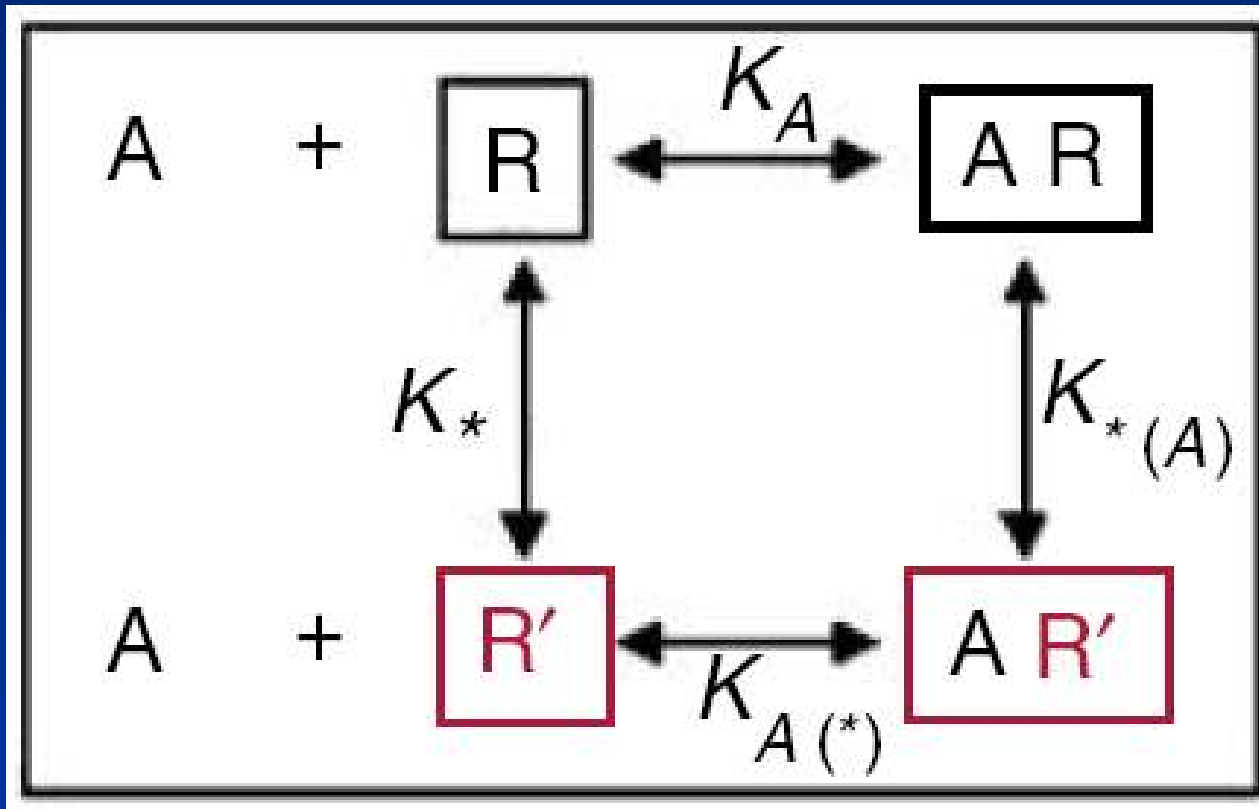 A + R K_A A R
K_* K_*(A)
A + R′ K_A(*) A R′